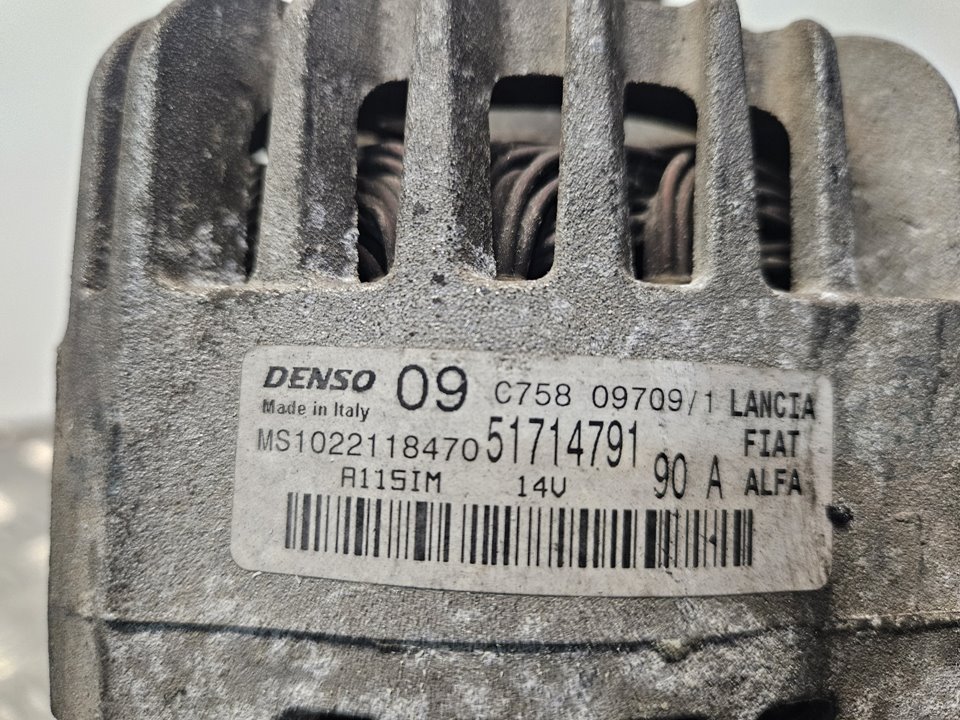 DENSO 09 C758 09709/1 LANCIA
Made in Italy
MS1022118470 51714791 FIAT
A115IM 14V 90 A ALFA